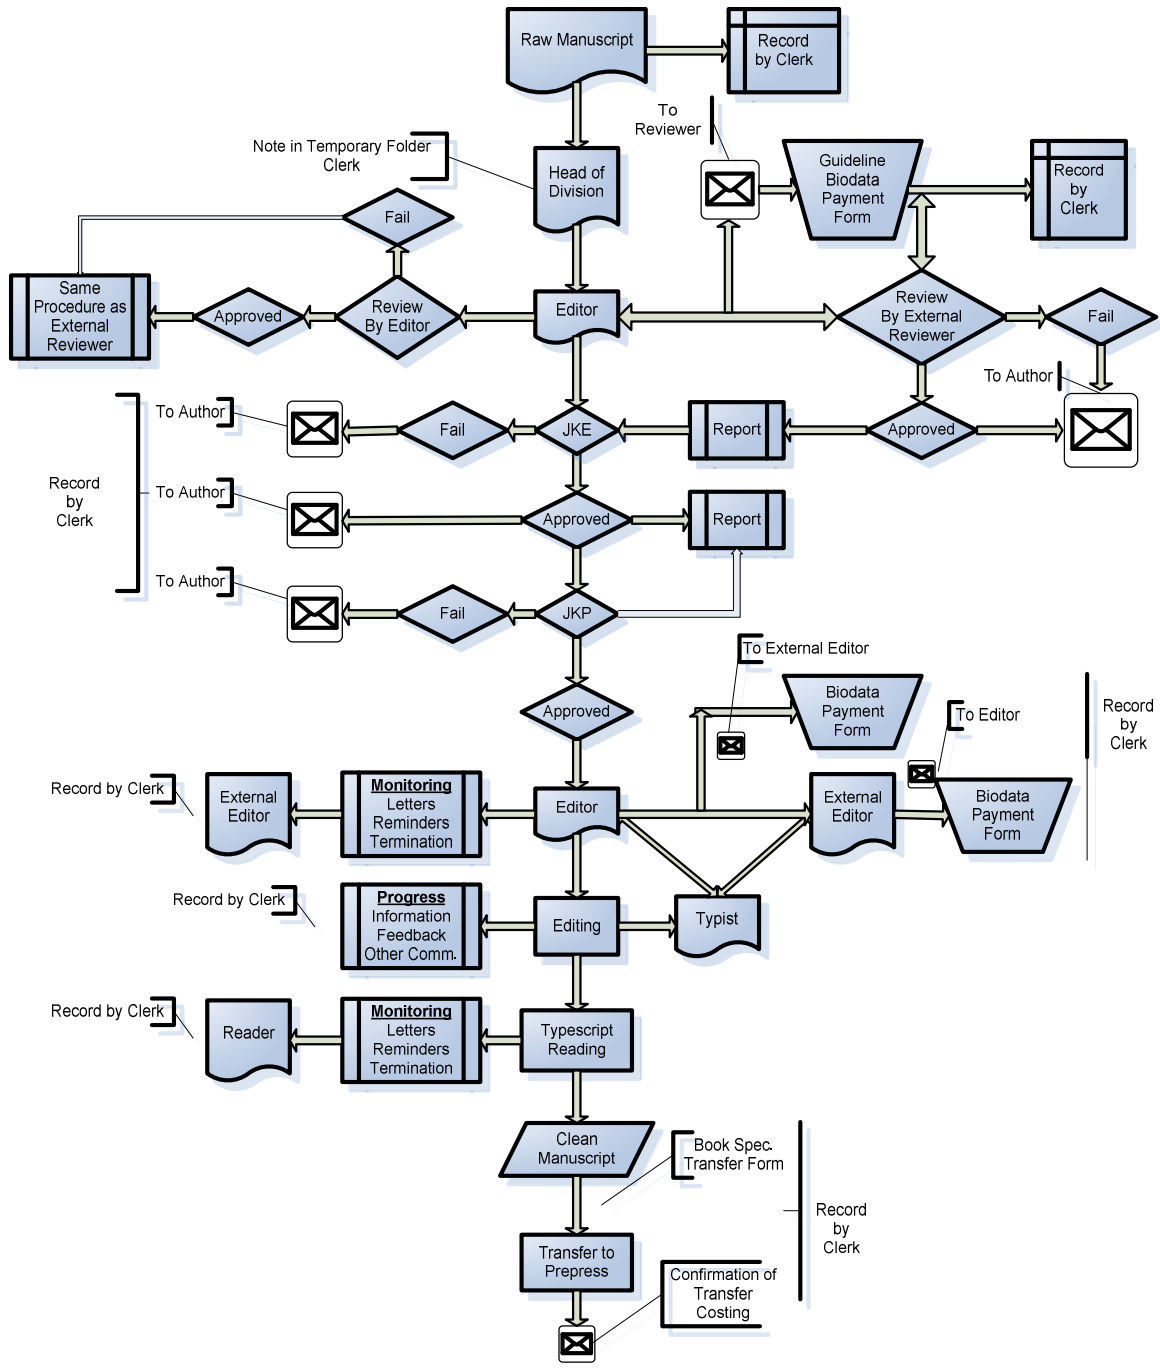 Raw Manuscript
Record
by Clerk
To
Reviewer
Note in Temporary Folder
Clerk
Head of
Division
Guideline
Biodata
Payment
Form
Record
by
Clerk
Fail
Same
Procedure as
External
Reviewer
Approved
Review
By Editor
Editor
Review
By External
Reviewer
Fail
To Author
To Author
Fail
JKE
Report
Approved
Record
by
Clerk
To Author
Approved
Report
To Author
Fail
JKP
To External Editor
Approved
Biodata
Payment
Form
To Editor
Record
by
Clerk
Record by Clerk
External
Editor
Monitoring
Letters
Reminders
Termination
Editor
External
Editor
Biodata
Payment
Form
Record by Clerk
Progress
Information
Feedback
Other Comm.
Editing
Typist
Record by Clerk
Reader
Monitoring
Letters
Reminders
Termination
Typescript
Reading
Clean
Manuscript
Book Spec.
Transfer Form
Record
by
Clerk
Transfer to
Prepress
Confirmation of
Transfer
Costing